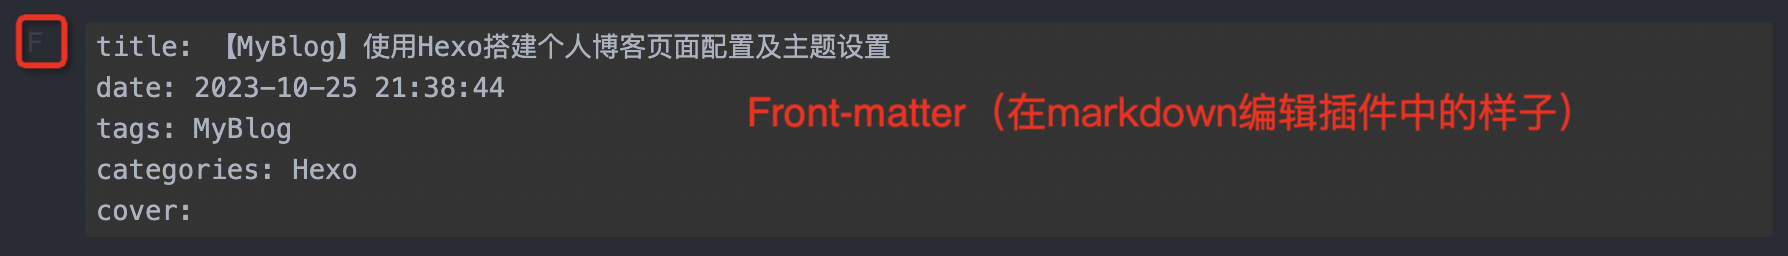 F
title: 【MyBlog】使用Hexo搭建个人博客页面配置及主题设置
date: 2023-10-25 21:38:44
Front-matter（在markdown编辑插件中的样子）
tags: MyBlog
categories: Hexo
cover: